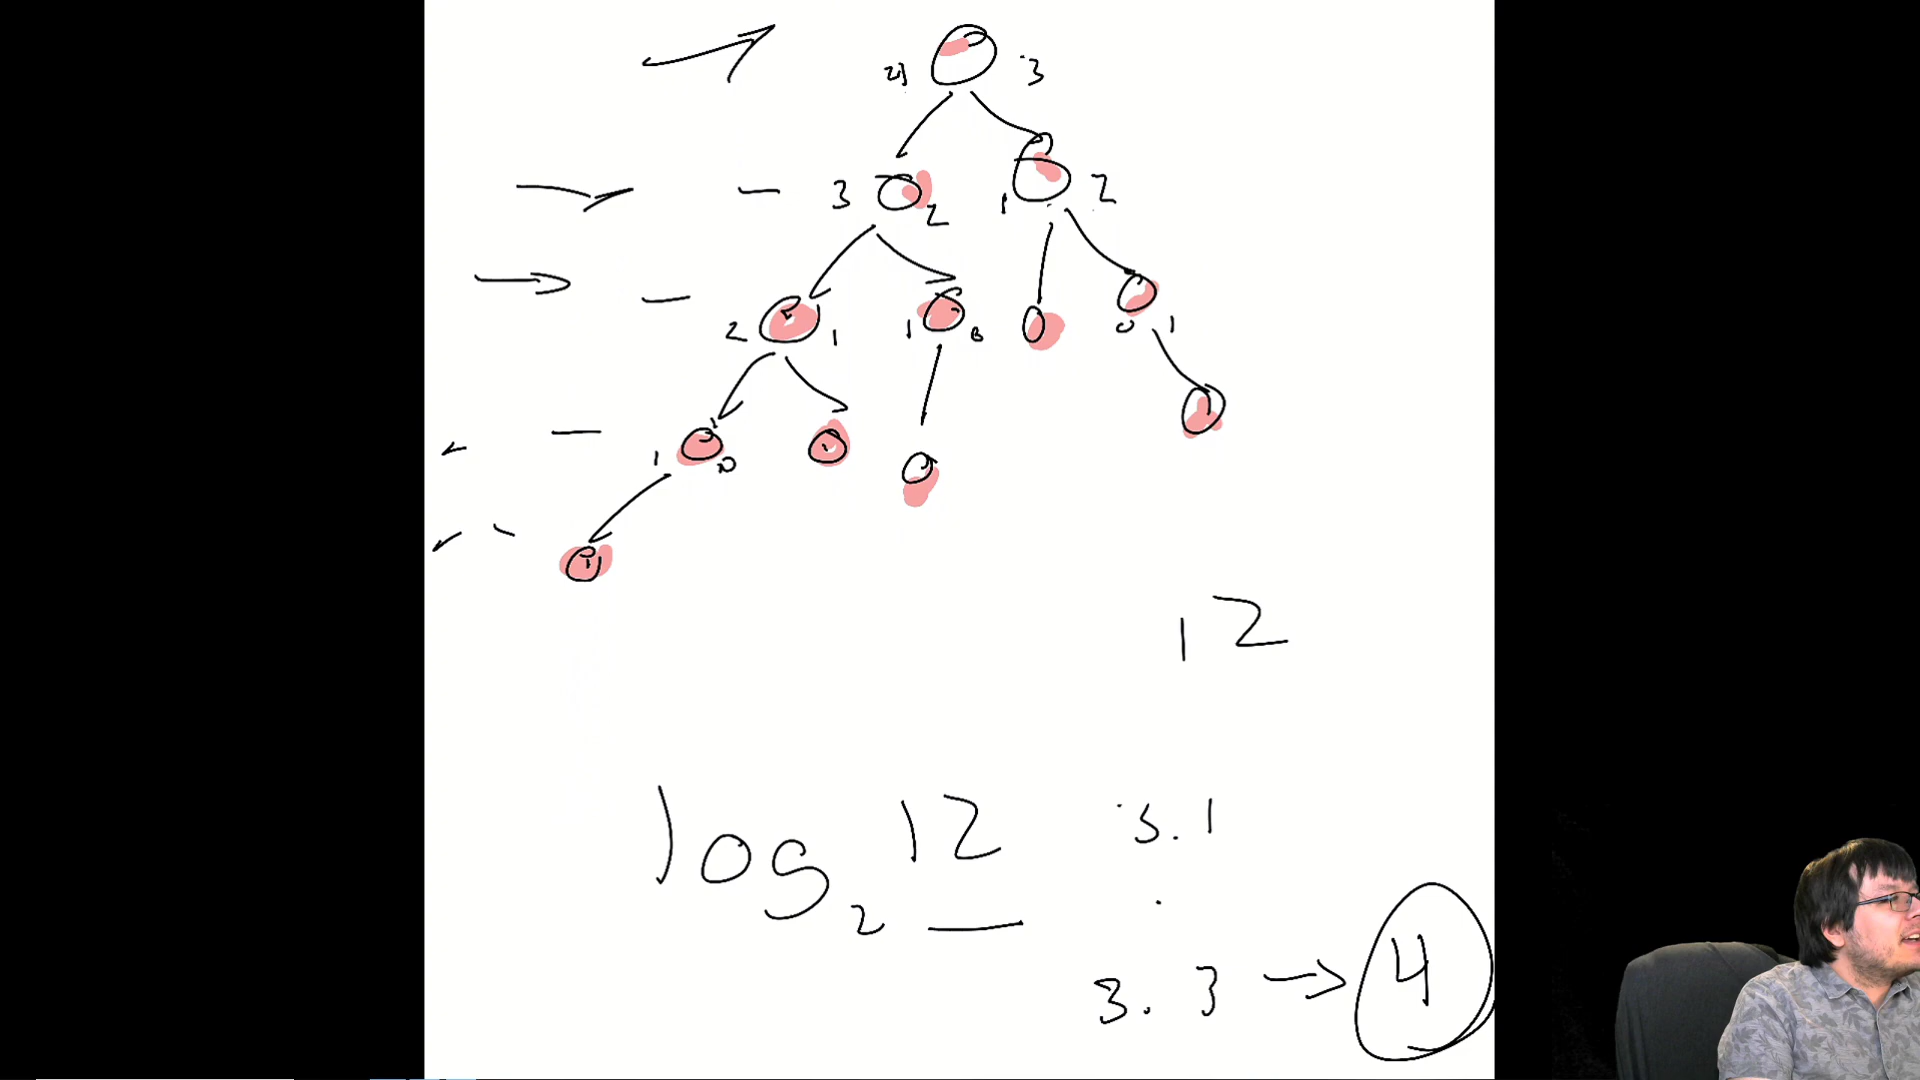 4 3
3 2 1 2
2 1 1 0 0 1
1 0
12
log₂ 12 3.1
3.3 → 4